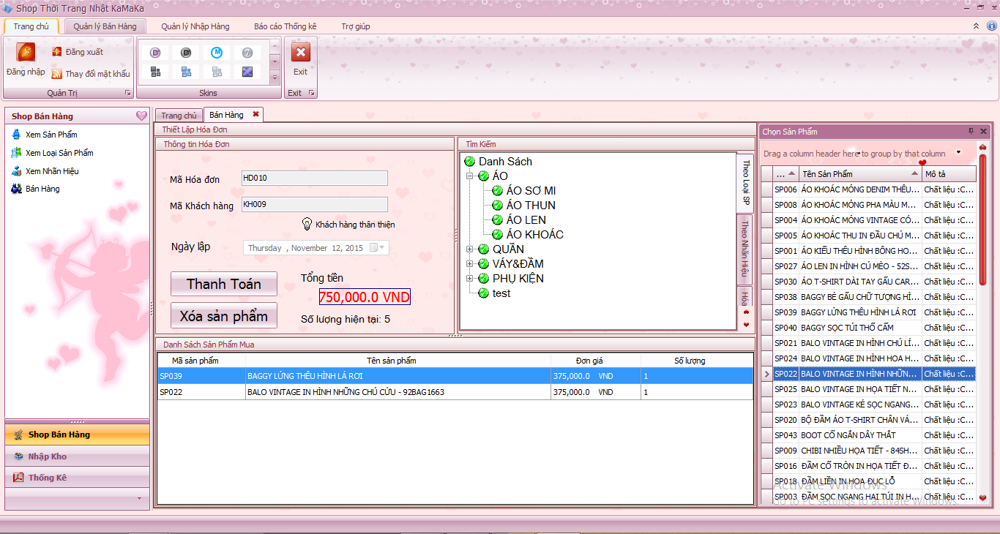 Shop Thời Trang Nhật KaMaKa
Trang chủ Quản lý Bán Hàng Quản lý Nhập Hàng Báo cáo Thống kê Trợ giúp
Đăng nhập
Đăng xuất
Thay đổi mật khẩu
Quản Trị
Skins
Exit
Exit
Shop Bán Hàng
Xem Sản Phẩm
Xem Loại Sản Phẩm
Xem Nhãn Hiệu
Bán Hàng
Shop Bán Hàng
Nhập Kho
Thống Kê
Trang chủ Bán Hàng
Thiết Lập Hóa Đơn
Thông tin Hóa Đơn
Mã Hóa đơn HD010
Mã Khách hàng KH009
Khách hàng thân thiện
Ngày lập Thursday , November 12, 2015
Thanh Toán
Xóa sản phẩm
Tổng tiền
750,000.0 VND
Số lượng hiện tại: 5
Tìm Kiếm
Danh Sách
ÁO
ÁO SƠ MI
ÁO THUN
ÁO LEN
ÁO KHOÁC
QUẦN
VÁY&ĐẦM
PHỤ KIỆN
test
Theo Loại SP
Theo Nhãn Hiệu
Hóa
Danh Sách Sản Phẩm Mua
Mã sản phẩm Tên sản phẩm Đơn giá Số lượng
SP039 BAGGY LỬNG THÊU HÌNH LÁ RƠI 375,000.0 VND 1
SP022 BALO VINTAGE IN HÌNH NHỮNG CHÚ CỪU - 92BAG1663 375,000.0 VND 1
Chọn Sản Phẩm
Drag a column header here to group by that column
... Tên Sản Phẩm Mô tả
SP006 ÁO KHOÁC MỎNG DENIM THÊU... Chất liệu :C...
SP008 ÁO KHOÁC MỎNG PHA MÀU M... Chất liệu :C...
SP004 ÁO KHOÁC MỎNG VINTAGE CÓ... Chất liệu :C...
SP005 ÁO KHOÁC THU IN ĐẦU CHÚ M... Chất liệu :C...
SP001 ÁO KIỂU THÊU HÌNH BÔNG HO... Chất liệu :C...
SP027 ÁO LEN IN HÌNH CÚ MÈO - 52S... Chất liệu :C...
SP030 ÁO T-SHIRT DÀI TAY GẤU CAR... Chất liệu :C...
SP038 BAGGY BẺ GẤU CHỮ TƯỢNG HÌ... Chất liệu :C...
SP039 BAGGY LỬNG THÊU HÌNH LÁ RƠI Chất liệu :C...
SP040 BAGGY SỌC TÚI THỔ CẨM Chất liệu :C...
SP021 BALO VINTAGE IN HÌNH CHÚ LÍ... Chất liệu :C...
SP024 BALO VINTAGE IN HÌNH HOA H... Chất liệu :C...
SP022 BALO VINTAGE IN HÌNH NHỮN... Chất liệu :C...
SP025 BALO VINTAGE IN HỌA TIẾT N... Chất liệu :C...
SP023 BALO VINTAGE KẺ SỌC NGANG... Chất liệu :C...
SP020 BỘ ĐẦM ÁO T-SHIRT CHÂN VÁ... Chất liệu :C...
SP043 BOOT CỔ NGẮN DÂY THẮT Chất liệu :C...
SP009 CHIBI NHIỀU HỌA TIẾT - 84SH... Chất liệu :C...
SP016 ĐẦM CỔ TRÒN IN HỌA TIẾT Đ... Chất liệu :C...
SP018 ĐẦM LIỀN IN HOA ĐỤC LỖ Chất liệu :C...
SP003 ĐẦM SỌC NGANG HAI TÚI IN H... Chất liệu :C...
Activate Windows
Go to PC settings to activate Windows.